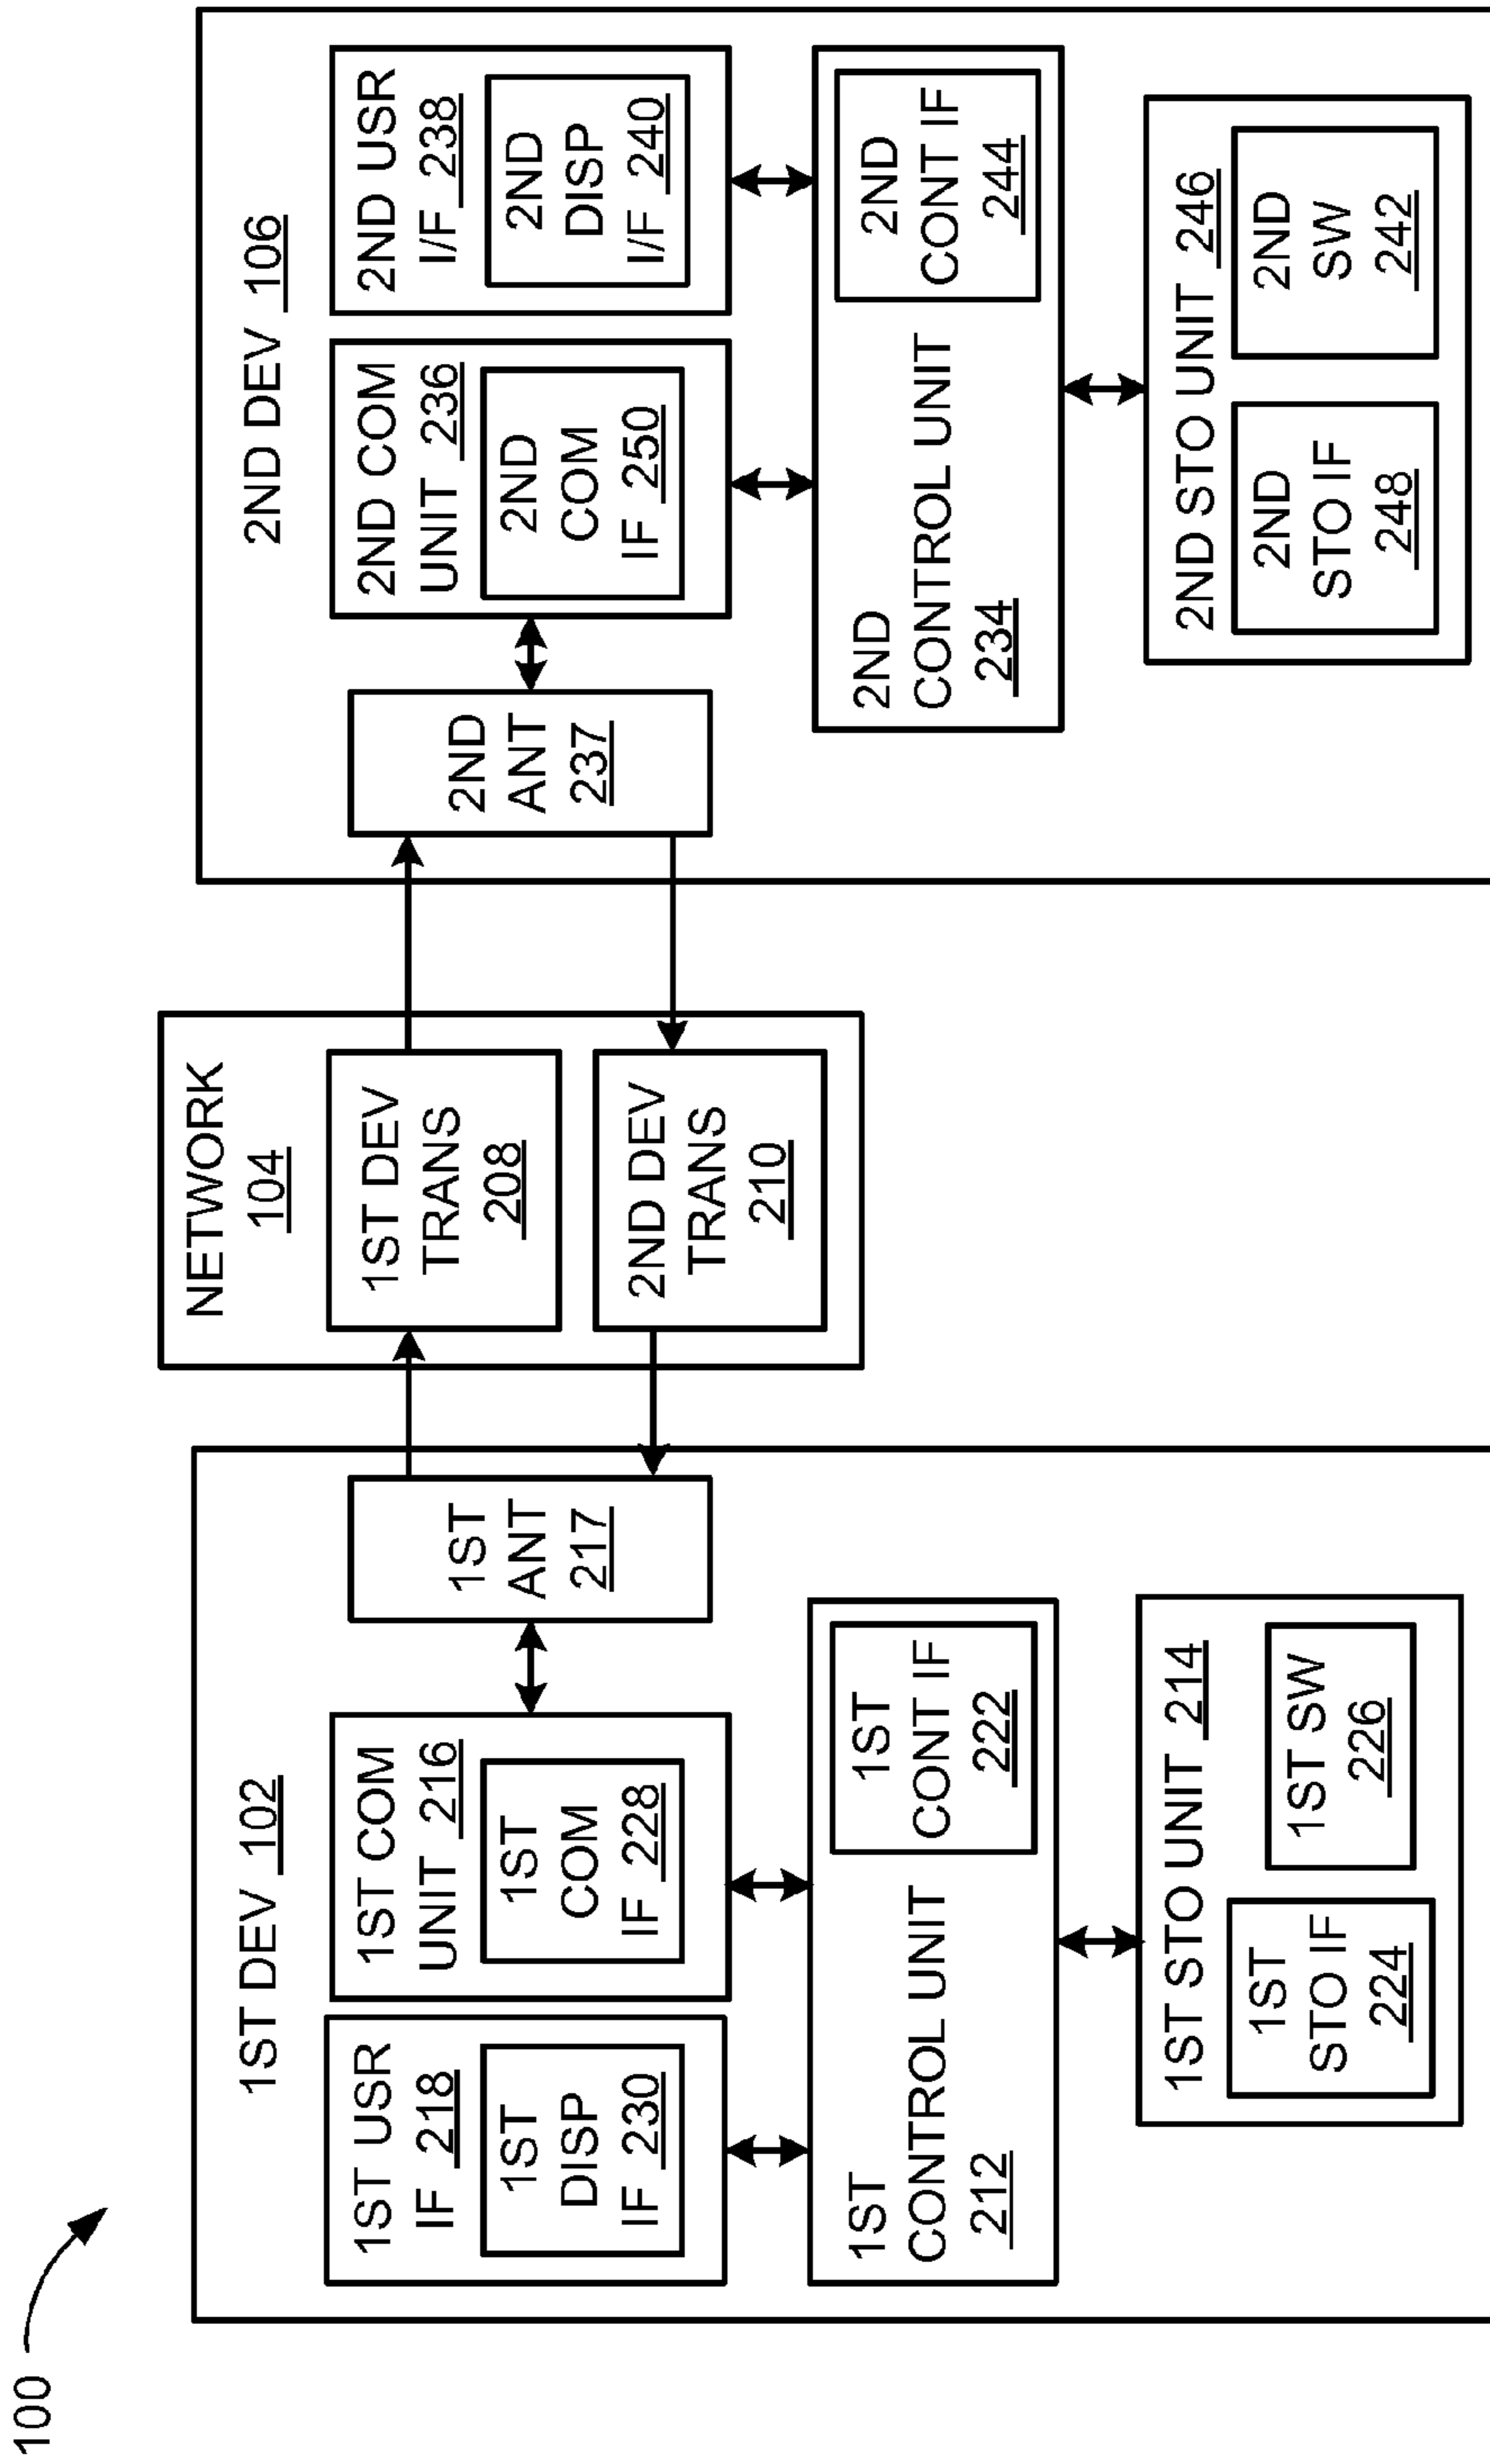 100
1ST DEV 102
1ST USR
IF 218
1ST
DISP
IF 230
1ST COM
UNIT 216
1ST
COM
IF 228
1ST
ANT
217
1ST
CONTROL UNIT
212
1ST
CONT IF
222
1ST STO UNIT 214
1ST
STO IF
224
1ST SW
226
NETWORK
104
1ST DEV
TRANS
208
2ND DEV
TRANS
210
2ND DEV 106
2ND
ANT
237
2ND COM
UNIT 236
2ND
COM
IF 250
2ND USR
I/F 238
2ND
DISP
I/F 240
2ND
CONTROL UNIT
234
2ND
CONT IF
244
2ND STO UNIT 246
2ND
STO IF
248
2ND
SW
242